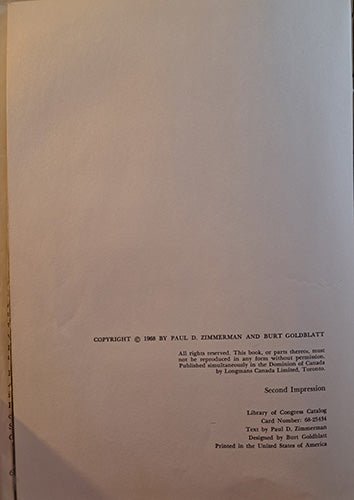 COPYRIGHT © 1968 BY PAUL D. ZIMMERMAN AND BURT GOLDBLATT
All rights reserved. This book, or parts thereof, must
not be reproduced in any form without permission.
Published simultaneously in the Dominion of Canada
by Longmans Canada Limited, Toronto.
Second Impression
Library of Congress Catalog
Card Number: 68-25434
Text by Paul D. Zimmerman
Designed by Burt Goldblatt
Printed in the United States of America